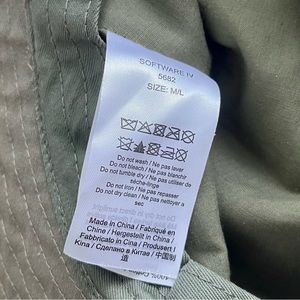 SOFTWARE IV
5682
SIZE: M/L
Do not wash / Ne pas laver
Do not bleach / Ne pas blanchir
Do not tumble dry / Ne pas utiliser de
sèche-linge
Do not iron / Ne pas repasser
Do not dry clean / Ne pas nettoyer à
sec
Made in China / Fabriqué en
Chine / Hergestellt in China /
Fabbricato in Cina / Produsert i
Kina / Сделано в Китае / 中国制
造